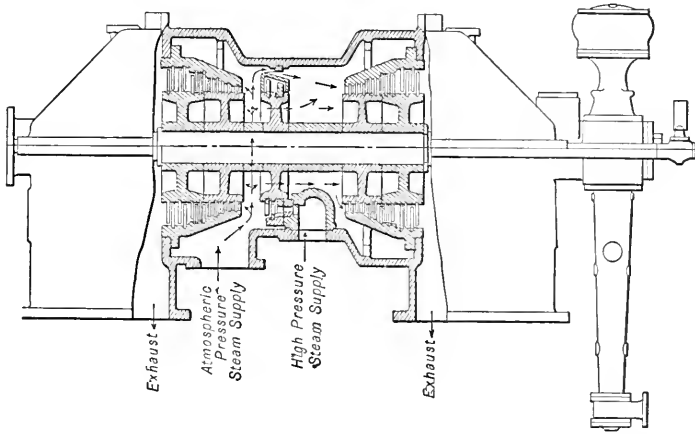 Exhaust
Atmospheric
Pressure
Steam Supply
High Pressure
Steam Supply
Exhaust